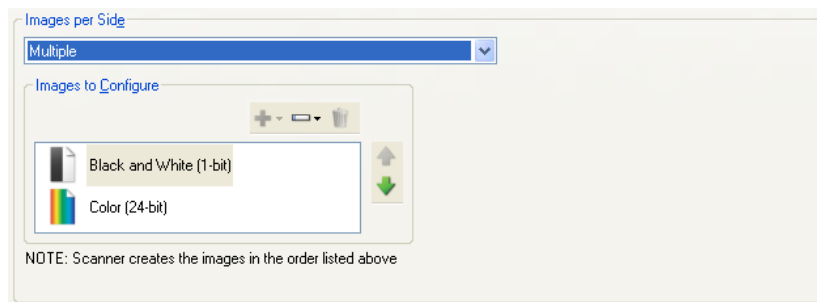 Images per Side
Multiple
Images to Configure
Black and White (1-bit)
Color (24-bit)
NOTE: Scanner creates the images in the order listed above